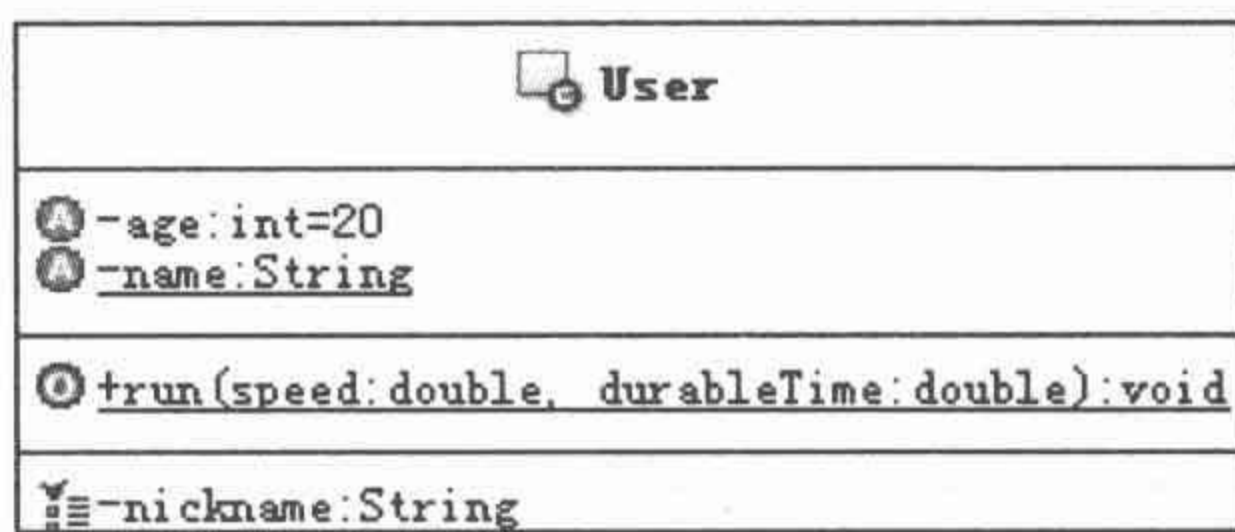 User
-age:int=20
-name:String
+run(speed:double, durableTime:double):void
-nickname:String